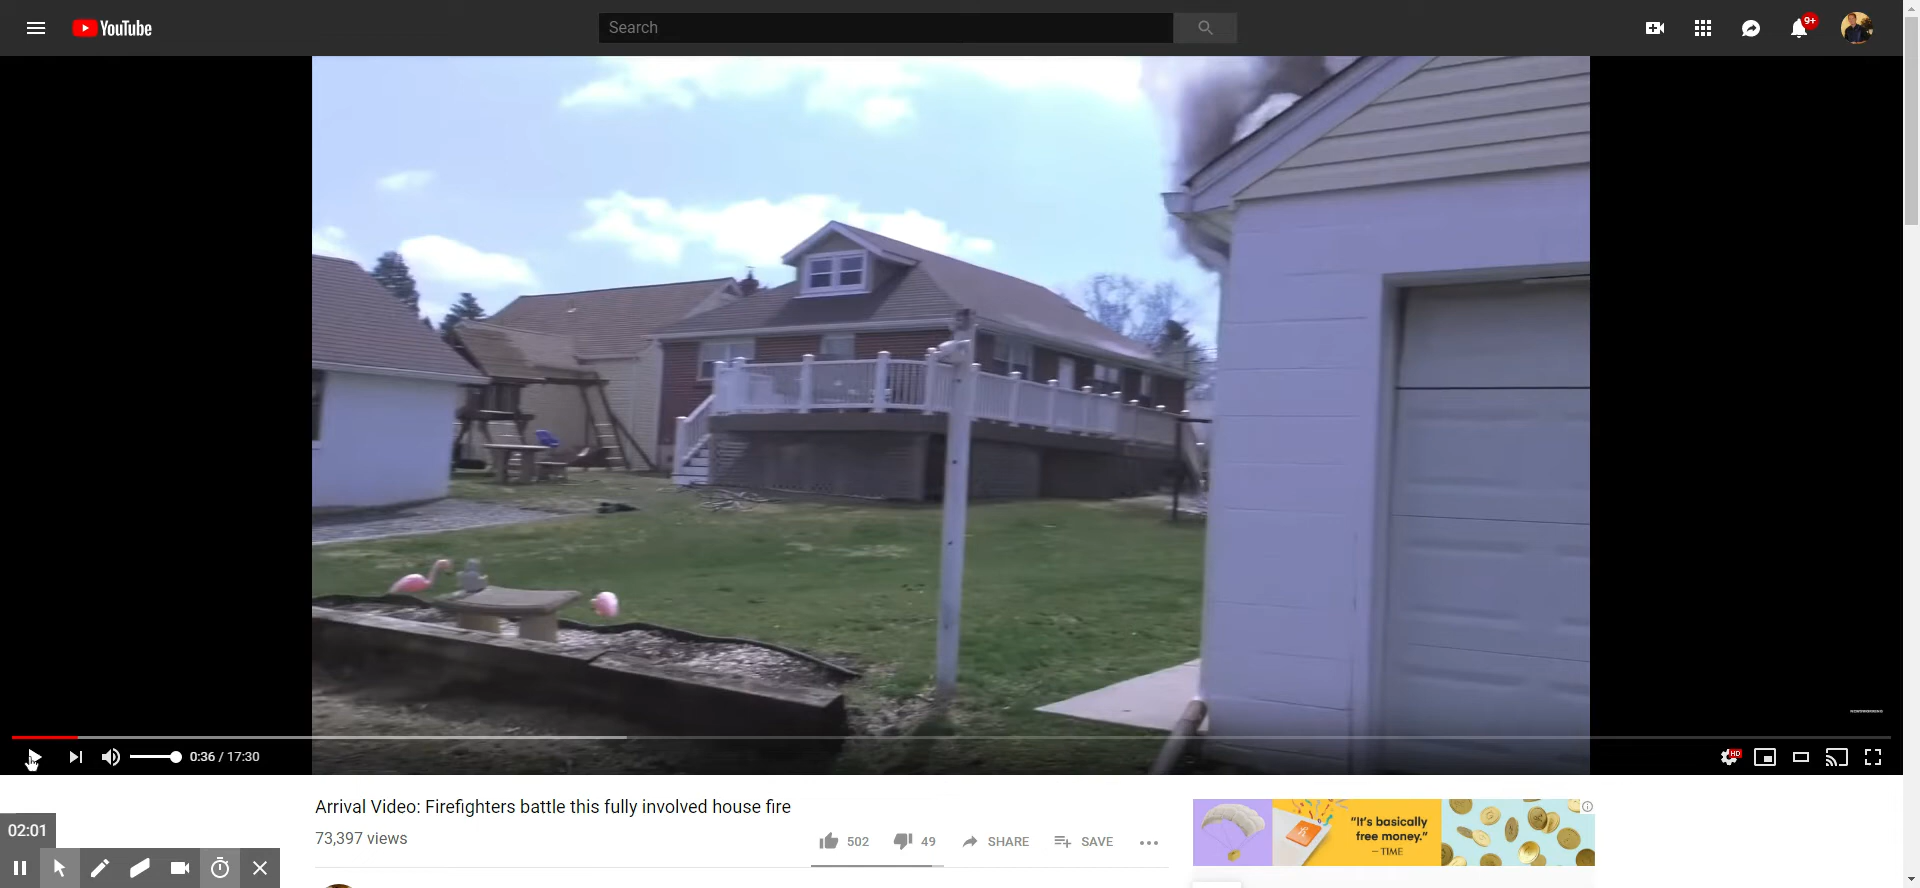 YouTube
Search
9+
HD
0:36 / 17:30
Arrival Video: Firefighters battle this fully involved house fire
73,397 views
502
49
SHARE
SAVE
"It's basically
free money."
– TIME
02:01